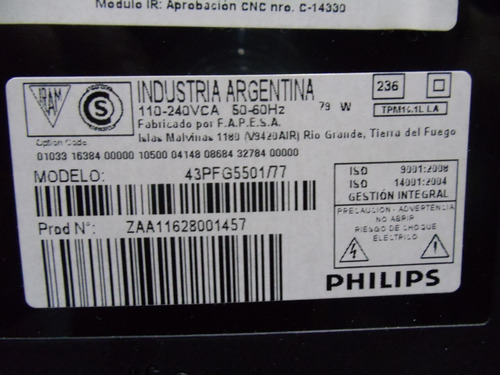 Modulo IR: Aprobación CNC nro. C-14330
IRAM
S
INDUSTRIA ARGENTINA
110-240VCA 50-60Hz 79 W
Fabricado por F.A.P.E.S.A.
Islas Malvinas 1180 (V9420AIR) Rio Grande, Tierra del Fuego
236
TPM16.1L LA
Option Code
01033 16384 00000 10500 04148 08684 32784 00000
MODELO: 43PFG5501/77
Prod N°: ZAA11628001457
ISO 9001:2008
ISO 14001:2004
GESTIÓN INTEGRAL
PRECAUCION - ADVERTENCIA
NO ABRIR
RIESGO DE CHOQUE
ELECTRICO
PHILIPS